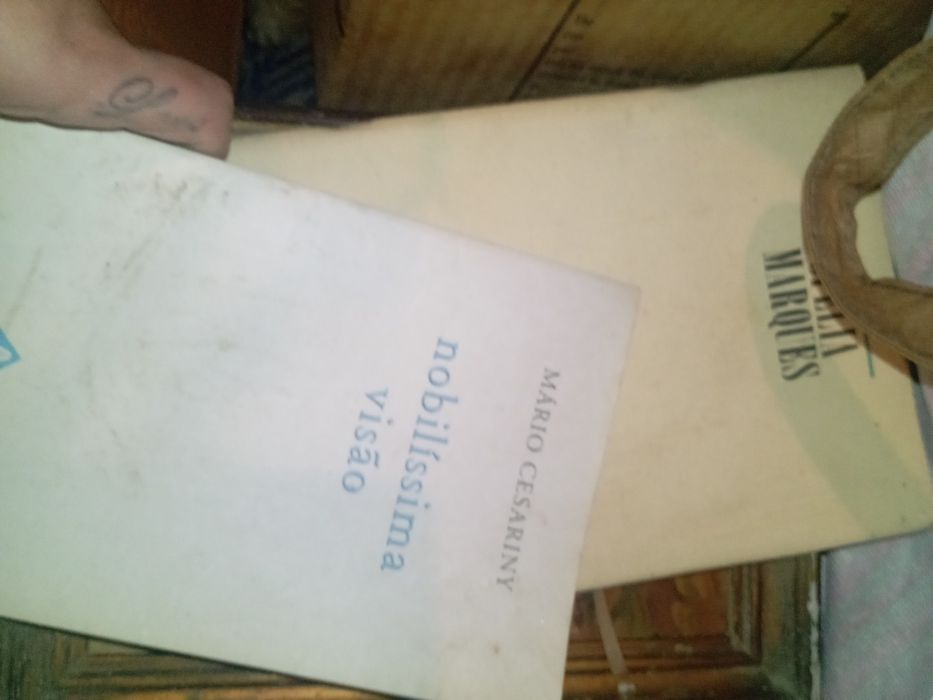 MÁRIO CESARINY
nobilíssima
visão
MARQUES